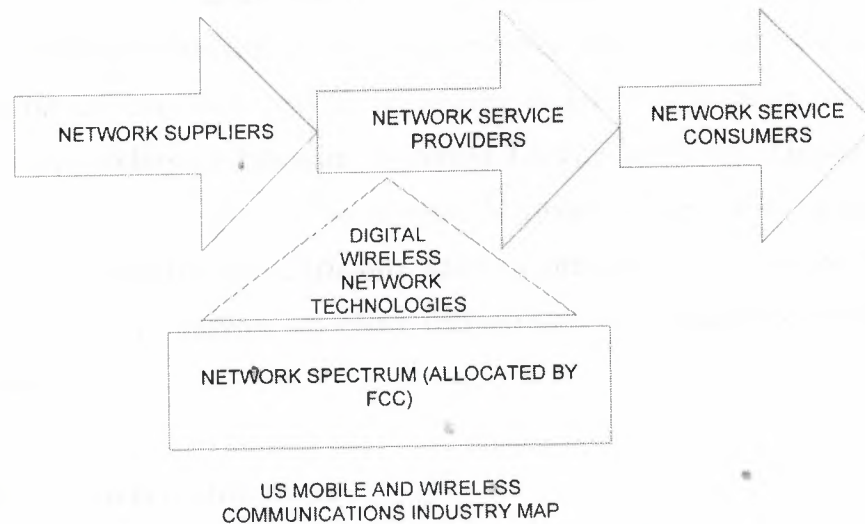 NETWORK SUPPLIERS
NETWORK SERVICE
PROVIDERS
NETWORK SERVICE
CONSUMERS
DIGITAL
WIRELESS
NETWORK
TECHNOLOGIES
NETWORK SPECTRUM (ALLOCATED BY
FCC)
US MOBILE AND WIRELESS
COMMUNICATIONS INDUSTRY MAP